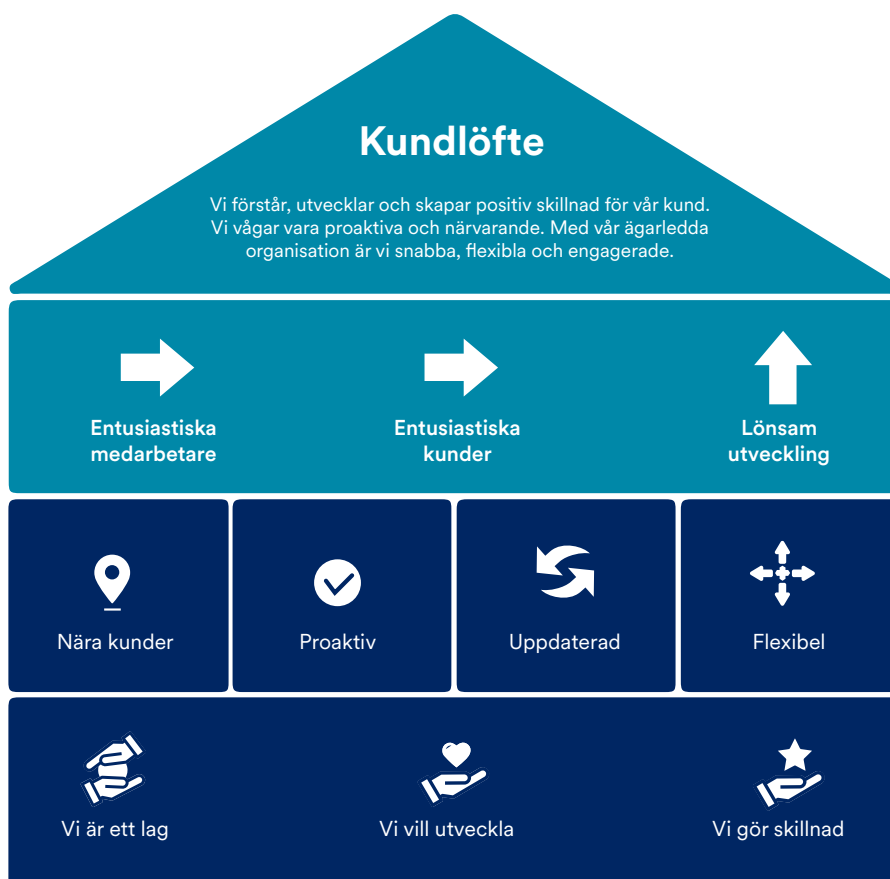 Kundlöfte
Vi förstår, utvecklar och skapar positiv skillnad för vår kund.
Vi vågar vara proaktiva och närvarande. Med vår ägarledda
organisation är vi snabba, flexibla och engagerade.
Entusiastiska
medarbetare
Entusiastiska
kunder
Lönsam
utveckling
Nära kunder
Proaktiv
Uppdaterad
Flexibel
Vi är ett lag
Vi vill utveckla
Vi gör skillnad